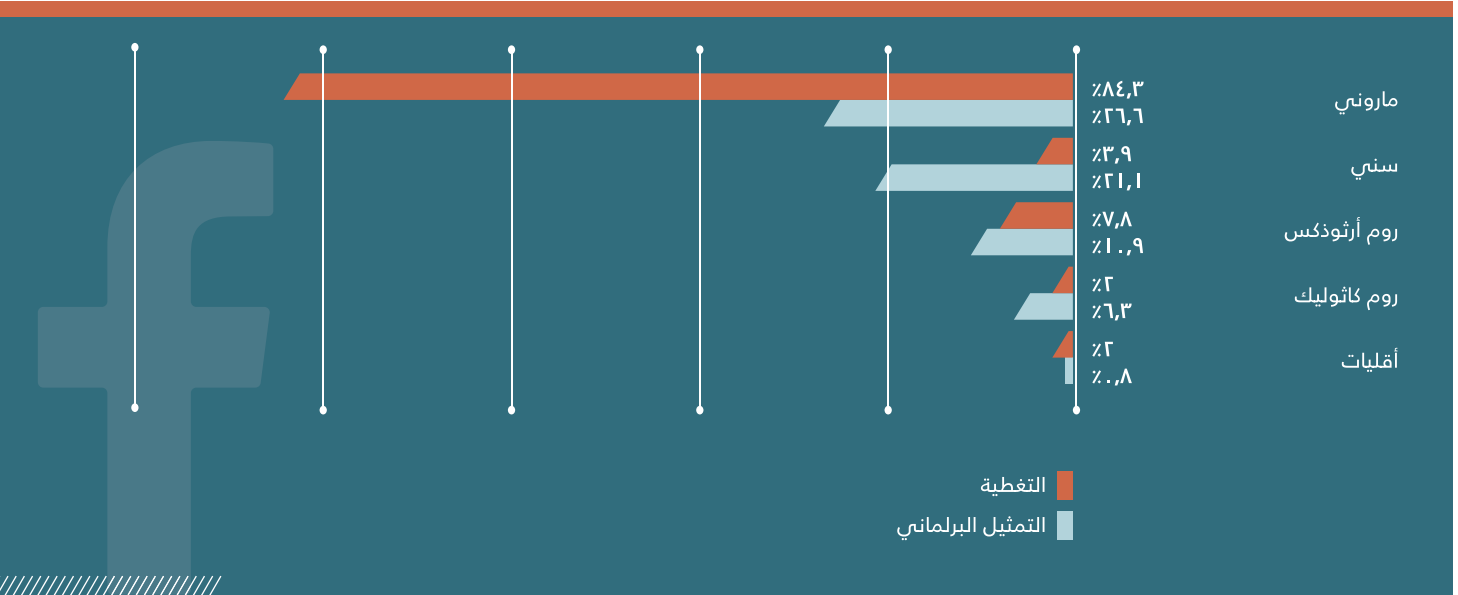 ماروني
٪٨٤,٣
٪٢٦,٦
سني
٪٣,٩
٪٢١,١
روم أرثوذكس
٪٧,٨
٪١٠,٩
روم كاثوليك
٪٢
٪٦,٣
أقليات
٪٢
٪٠,٨
التغطية
التمثيل البرلماني